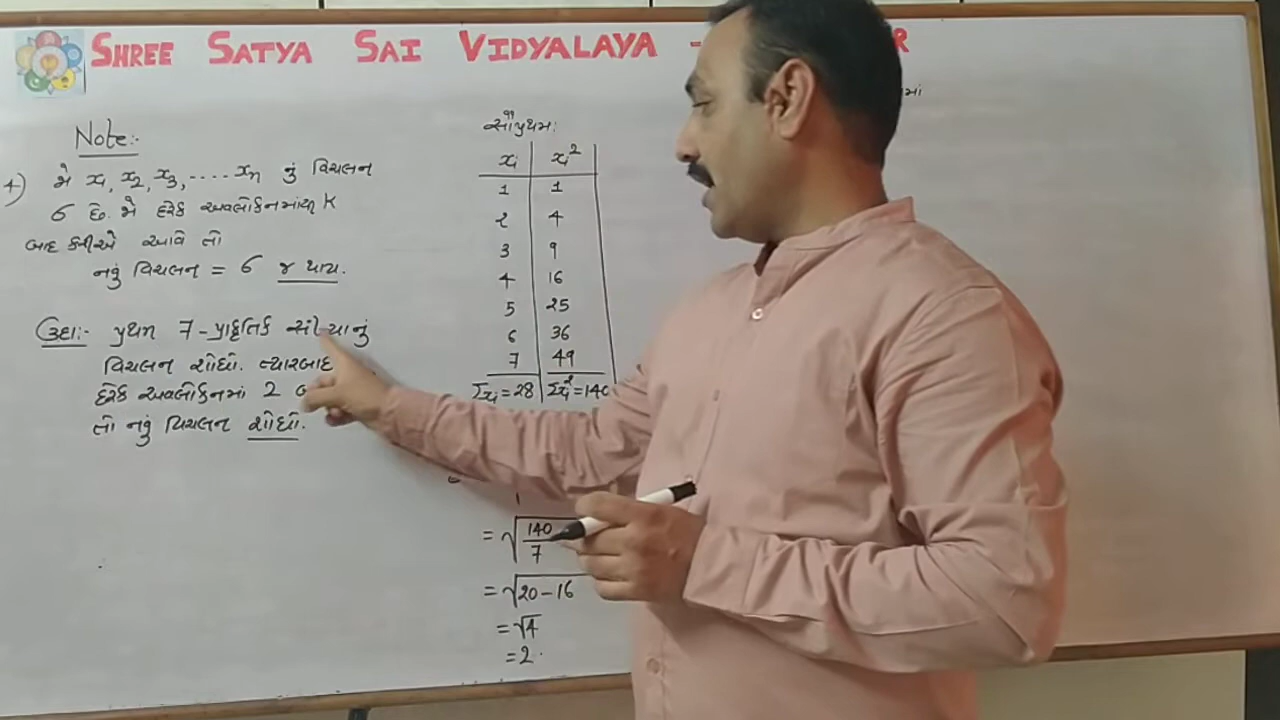 SHREE SATYA SAI VIDYALAYA -
Note:-
4) જો x₁, x₂, x₃, ..... xₙ નું વિચલન
σ છે. જો દરેક અવલોકનમાંથી K
બાદ કરીએ આવે તો
નવું વિચલન = σ જ થાય.
ઉદા:- પ્રથમ 7-પ્રાકૃતિક સંખ્યાનું
વિચલન શોધો. ત્યારબાદ
દરેક અવલોકનમાં 2
તો નવું વિચલન શોધો.
સૌપ્રથમ:
xᵢ xᵢ²
1 1
2 4
3 9
4 16
5 25
6 36
7 49
Σxᵢ = 28 Σxᵢ² = 140
= √140/7
= √20 - 16
= √4
= 2.
માં